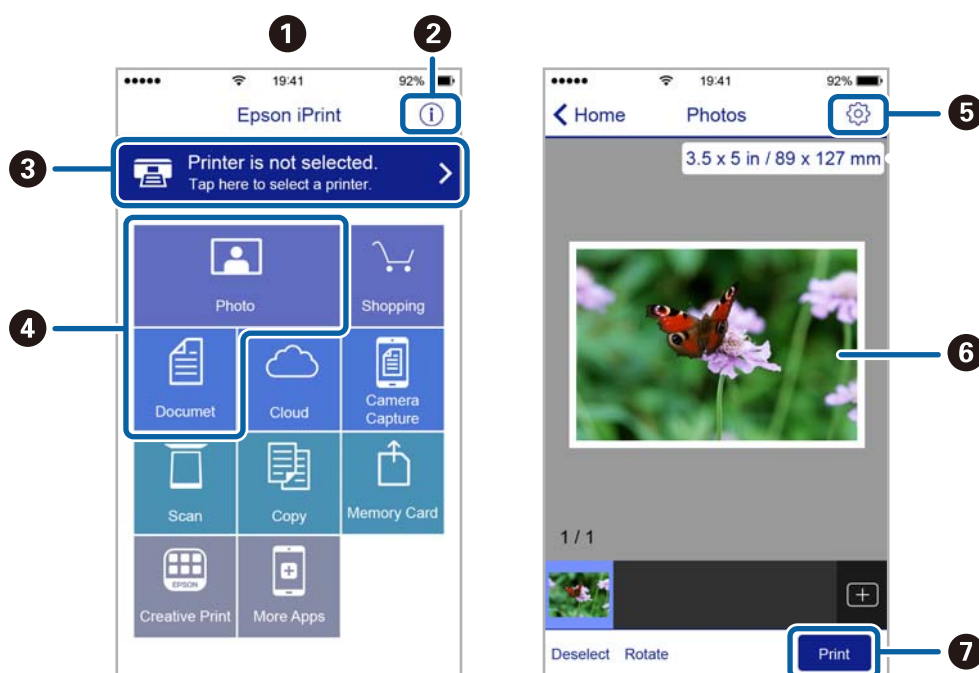 1
2
19:41
92%
Epson iPrint
3
Printer is not selected.
Tap here to select a printer.
4
Photo
Shopping
Documet
Cloud
Camera
Capture
Scan
Copy
Memory Card
EPSON
Creative Print
More Apps
19:41
92%
Home
Photos
5
3.5 x 5 in / 89 x 127 mm
6
1 / 1
Deselect
Rotate
Print
7